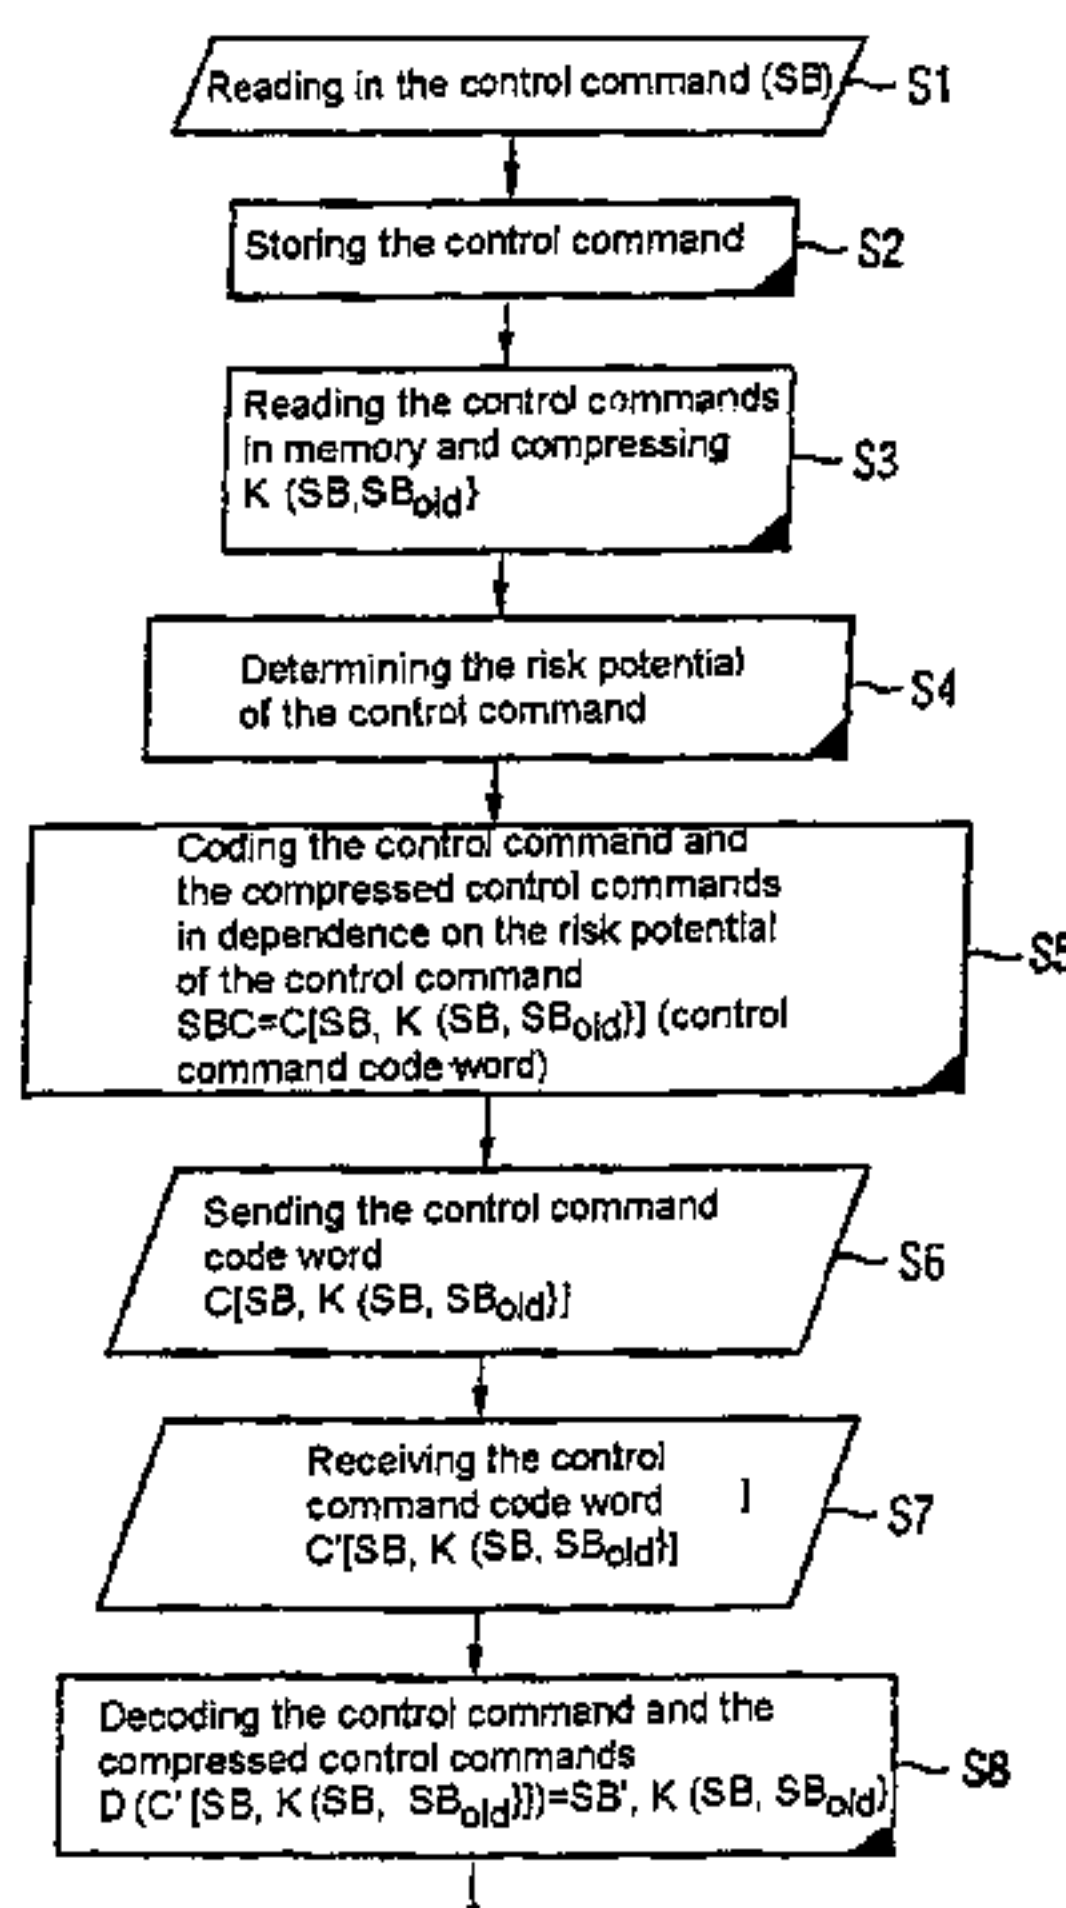 Reading in the control command (SB)
S1
Storing the control command
S2
Reading the control commands
in memory and compressing
K {SB,SBold}
S3
Determining the risk potential
of the control command
S4
Coding the control command and
the compressed control commands
in dependence on the risk potential
of the control command
SBC=C[SB, K {SB, SBold}] (control
command code word)
S5
Sending the control command
code word
C[SB, K {SB, SBold}]
S6
Receiving the control
command code word ]
C'[SB, K {SB, SBold}]
S7
Decoding the control command and the
compressed control commands
D (C' [SB, K {SB, SBold}])=SB', K {SB, SBold}
S8